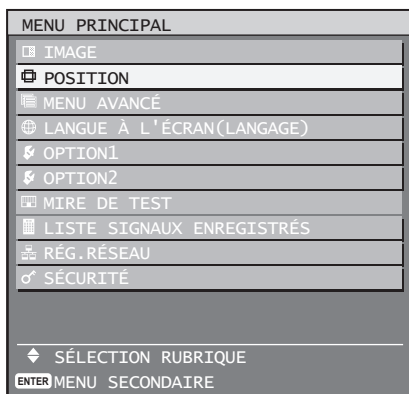 MENU PRINCIPAL
IMAGE
POSITION
MENU AVANCÉ
LANGUE À L'ÉCRAN(LANGAGE)
OPTION1
OPTION2
MIRE DE TEST
LISTE SIGNAUX ENREGISTRÉS
RÉG.RÉSEAU
SÉCURITÉ
SÉLECTION RUBRIQUE
ENTER MENU SECONDAIRE